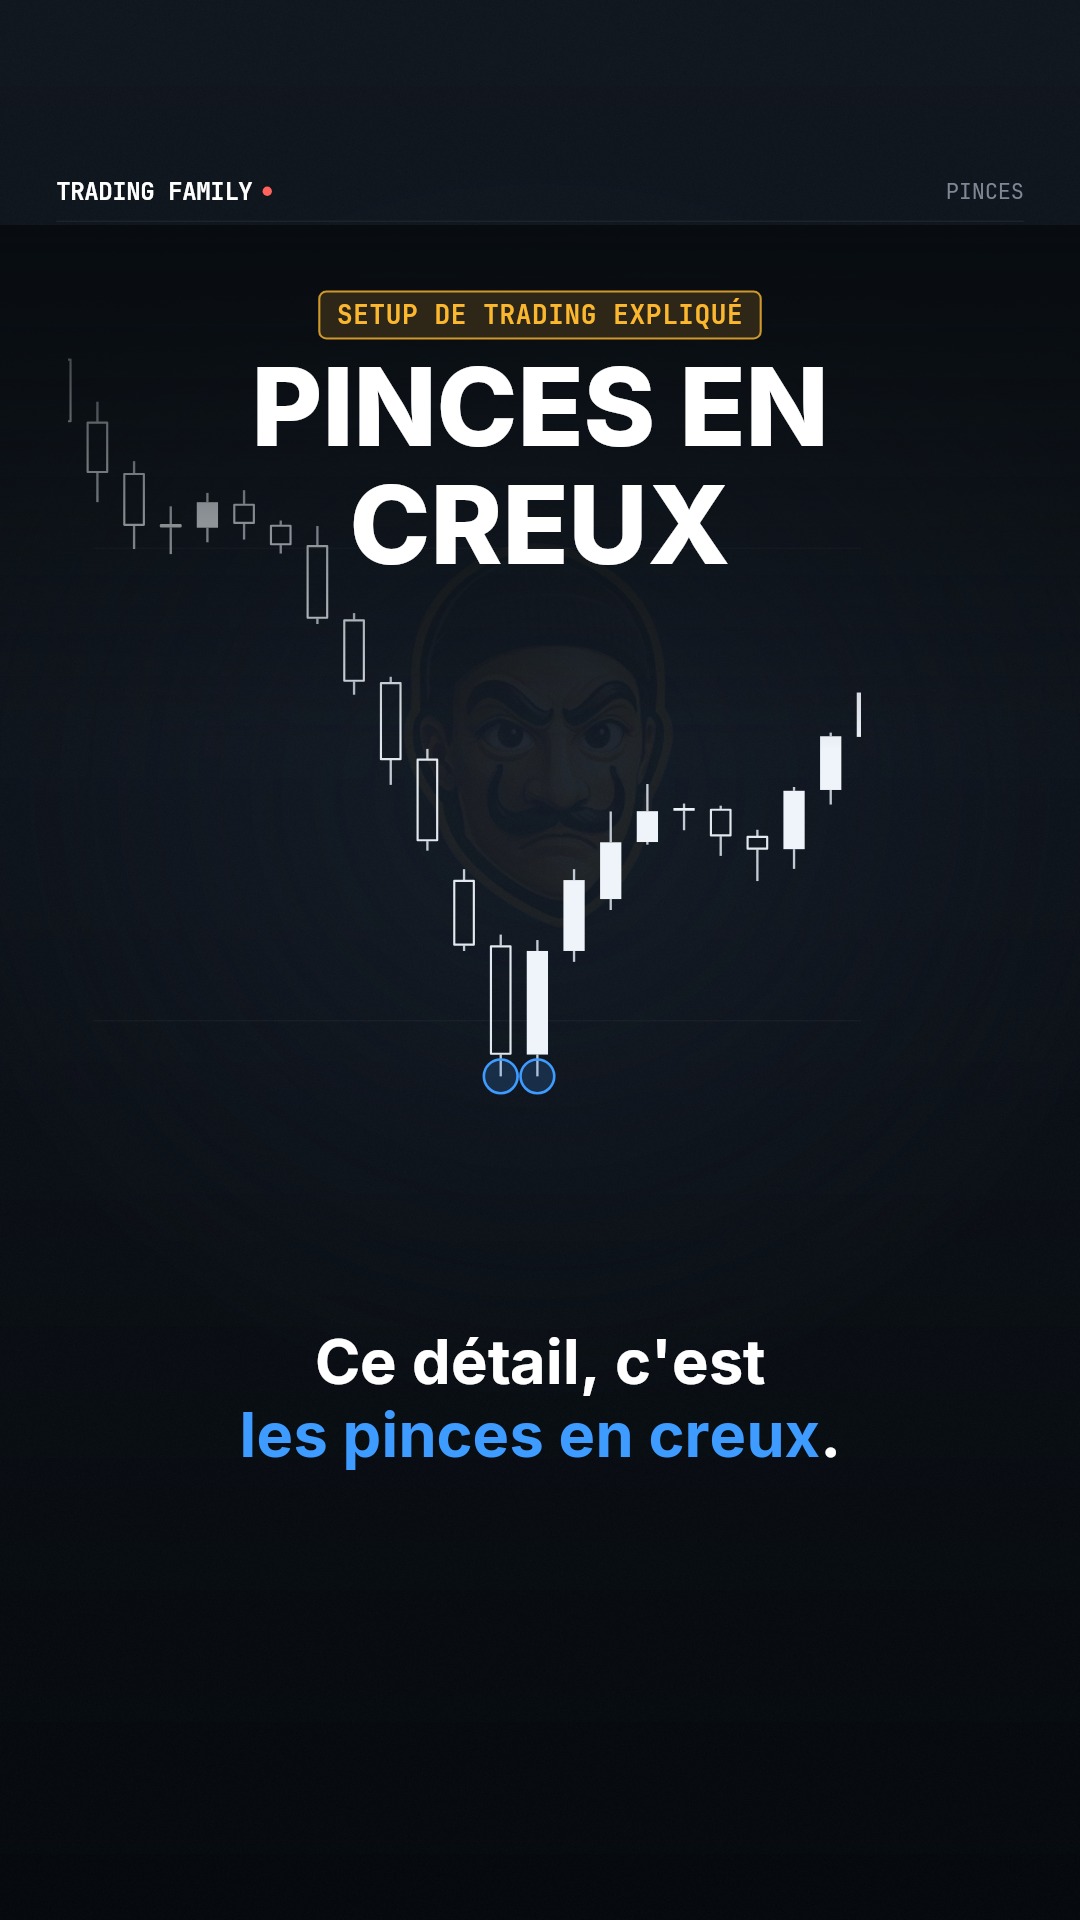 TRADING FAMILY
PINCES
SETUP DE TRADING EXPLIQUÉ
PINCES EN
CREUX
Ce détail, c'est
les pinces en creux.